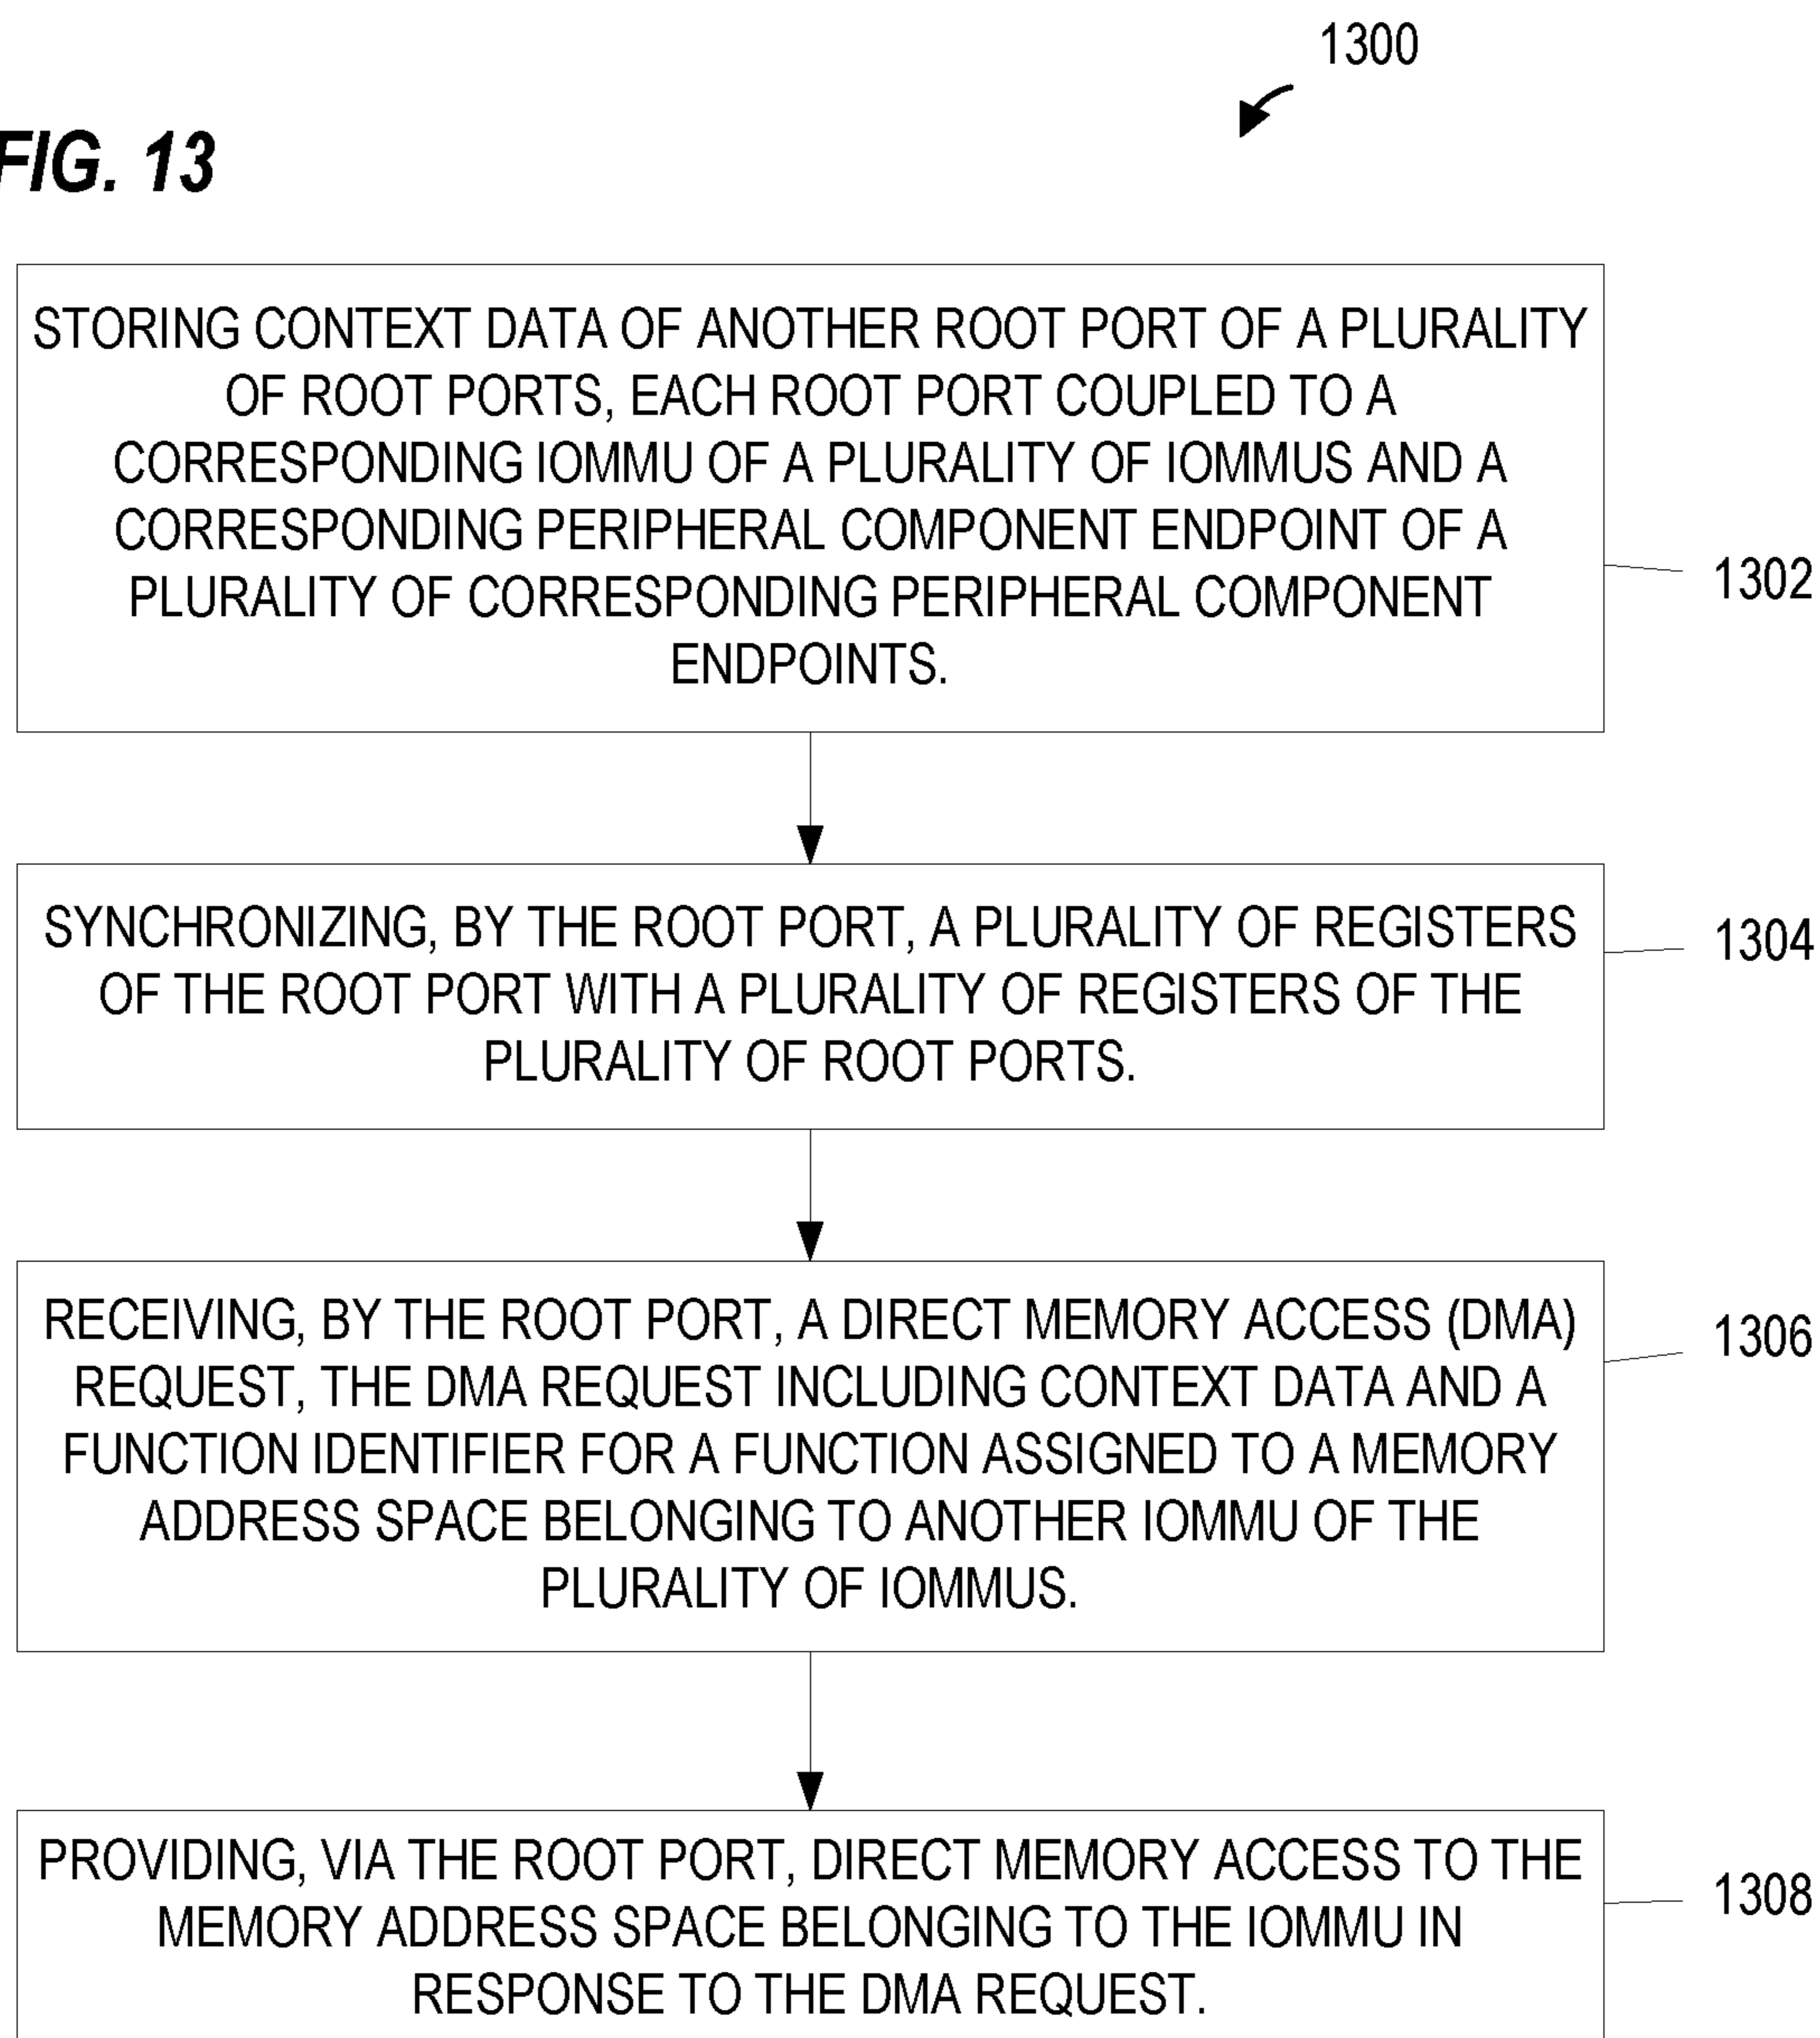 1300
FIG. 13
STORING CONTEXT DATA OF ANOTHER ROOT PORT OF A PLURALITY
OF ROOT PORTS, EACH ROOT PORT COUPLED TO A
CORRESPONDING IOMMU OF A PLURALITY OF IOMMUS AND A
CORRESPONDING PERIPHERAL COMPONENT ENDPOINT OF A
PLURALITY OF CORRESPONDING PERIPHERAL COMPONENT
ENDPOINTS.
1302
SYNCHRONIZING, BY THE ROOT PORT, A PLURALITY OF REGISTERS
OF THE ROOT PORT WITH A PLURALITY OF REGISTERS OF THE
PLURALITY OF ROOT PORTS.
1304
RECEIVING, BY THE ROOT PORT, A DIRECT MEMORY ACCESS (DMA)
REQUEST, THE DMA REQUEST INCLUDING CONTEXT DATA AND A
FUNCTION IDENTIFIER FOR A FUNCTION ASSIGNED TO A MEMORY
ADDRESS SPACE BELONGING TO ANOTHER IOMMU OF THE
PLURALITY OF IOMMUS.
1306
PROVIDING, VIA THE ROOT PORT, DIRECT MEMORY ACCESS TO THE
MEMORY ADDRESS SPACE BELONGING TO THE IOMMU IN
RESPONSE TO THE DMA REQUEST.
1308